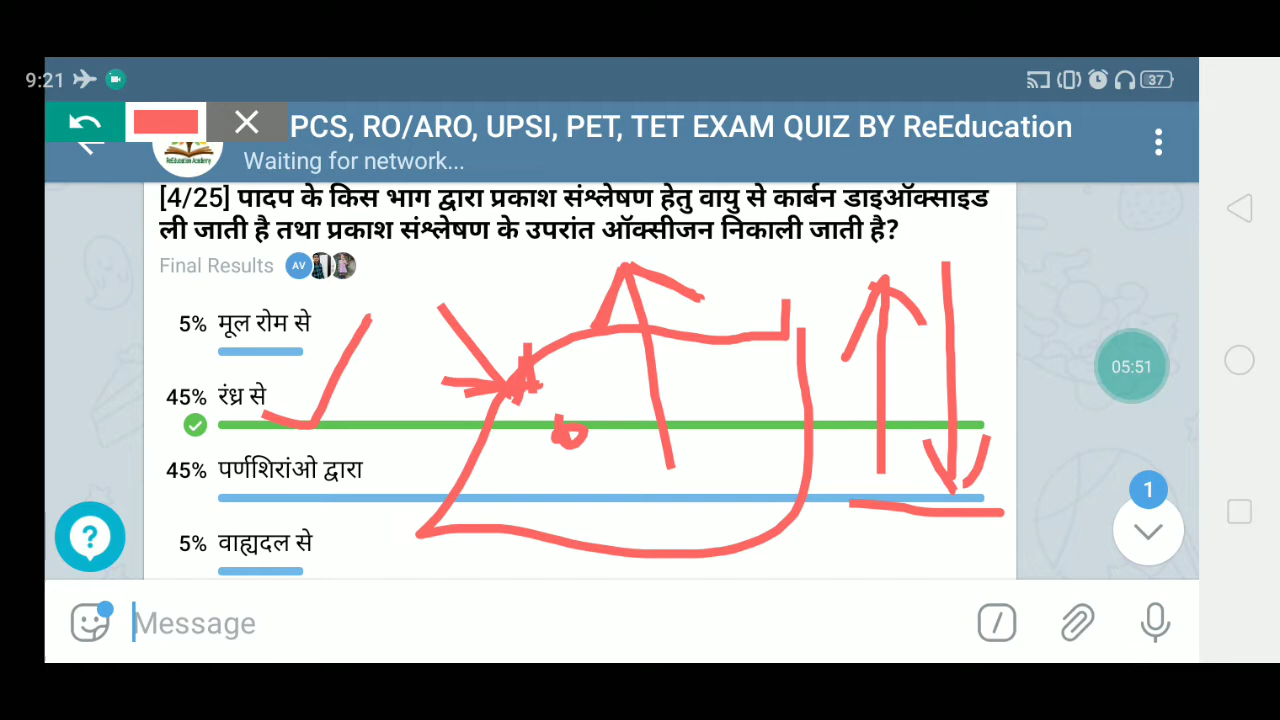 9:21
37
PCS, RO/ARO, UPSI, PET, TET EXAM QUIZ BY ReEducation
Waiting for network...
ReEducation Academy
[4/25] पादप के किस भाग द्वारा प्रकाश संश्लेषण हेतु वायु से कार्बन डाइऑक्साइड
ली जाती है तथा प्रकाश संश्लेषण के उपरांत ऑक्सीजन निकाली जाती है?
Final Results AV
5% मूल रोम से
05:51
45% रंध्र से
45% पर्णशिरांओ द्वारा
1
?
5% वाह्यदल से
Message